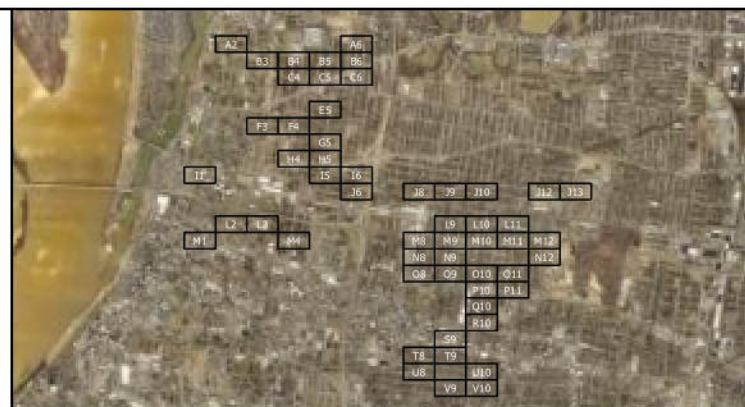 A2 A6
B3 B4 B5 B6
C4 C5 C6
E5
F3 F4
G5
H4 H5
I1 I5 I6
J6 J8 J9 J10 J12 J13
L2 L3 L9 L10 L11
M1 M4 M8 M9 M10 M11 M12
N8 N9 N12
O8 O9 O10 O11
P10 P11
Q10
R10
S9
T8 T9
U8 U10
V9 V10